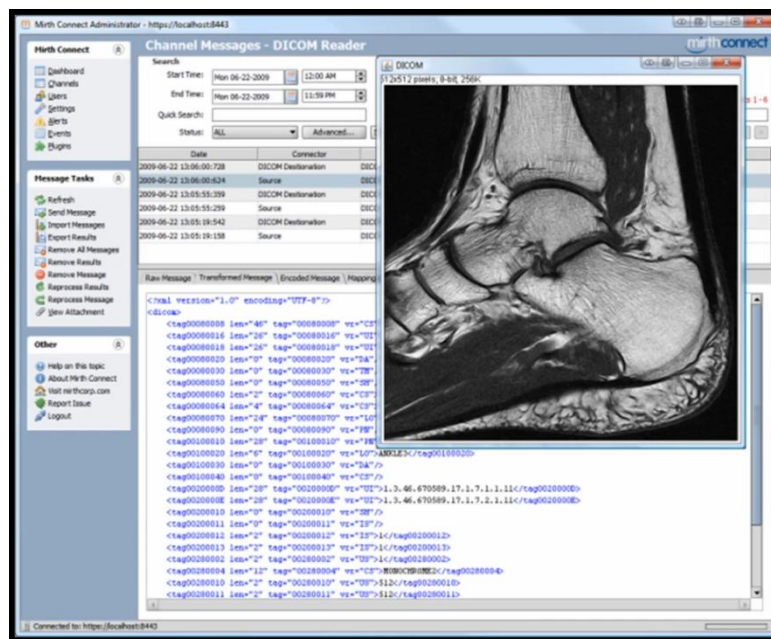 Mirth Connect Administrator - https://localhost:8443
Mirth Connect
Dashboard
Channels
Users
Settings
Alerts
Events
Plugins
Message Tasks
Refresh
Send Message
Import Messages
Export Results
Remove All Messages
Remove Results
Remove Message
Reprocess Results
Reprocess Message
View Attachment
Other
Help on this topic
About Mirth Connect
Visit mirthcorp.com
Report Issue
Logout
Channel Messages - DICOM Reader
mirthconnect
Search
Start Time: Mon 06-22-2009 12:00 AM
End Time: Mon 06-22-2009 11:59 PM
Quick Search:
Status: ALL Advanced...
1 - 6
Date Connector
2009-06-22 13:06:00:728 DICOM Destionation DICO
2009-06-22 13:06:00:624 Source DICO
2009-06-22 13:05:55:359 DICOM Destionation DICO
2009-06-22 13:05:55:259 Source DICO
2009-06-22 13:05:19:542 DICOM Destionation DICO
2009-06-22 13:05:19:158 Source DICO
DICOM
512x512 pixels; 8-bit; 256K
Raw Message Transformed Message Encoded Message Mapping
<?xml version="1.0" encoding="UTF-8"?>
<dicom>
<tag00080008 len="46" tag="00080008" vr="CS"
<tag00080016 len="26" tag="00080016" vr="UI"
<tag00080018 len="26" tag="00080018" vr="UI"
<tag00080020 len="0" tag="00080020" vr="DA"
<tag00080030 len="0" tag="00080030" vr="TM"
<tag00080050 len="0" tag="00080050" vr="SH"
<tag00080060 len="2" tag="00080060" vr="CS"
<tag00080064 len="4" tag="00080064" vr="CS"
<tag00080070 len="24" tag="00080070" vr="LO"
<tag00080090 len="0" tag="00080090" vr="PN"
<tag00100010 len="28" tag="00100010" vr="PN"
<tag00100020 len="6" tag="00100020" vr="LO">ANKLE3</tag00100020>
<tag00100030 len="0" tag="00100030" vr="DA"/>
<tag00100040 len="0" tag="00100040" vr="CS"/>
<tag0020000D len="28" tag="0020000D" vr="UI">1.3.46.670589.17.1.7.1.1.11</tag0020000D>
<tag0020000E len="28" tag="0020000E" vr="UI">1.3.46.670589.17.1.7.2.1.11</tag0020000E>
<tag00200010 len="0" tag="00200010" vr="SH"/>
<tag00200011 len="0" tag="00200011" vr="IS"/>
<tag00200012 len="2" tag="00200012" vr="IS">1</tag00200012>
<tag00200013 len="2" tag="00200013" vr="IS">1</tag00200013>
<tag00280002 len="2" tag="00280002" vr="US">1</tag00280002>
<tag00280004 len="12" tag="00280004" vr="CS">MONOCHROME2</tag00280004>
<tag00280010 len="2" tag="00280010" vr="US">512</tag00280010>
<tag00280011 len="2" tag="00280011" vr="US">512</tag00280011>
Connected to: https://localhost:8443